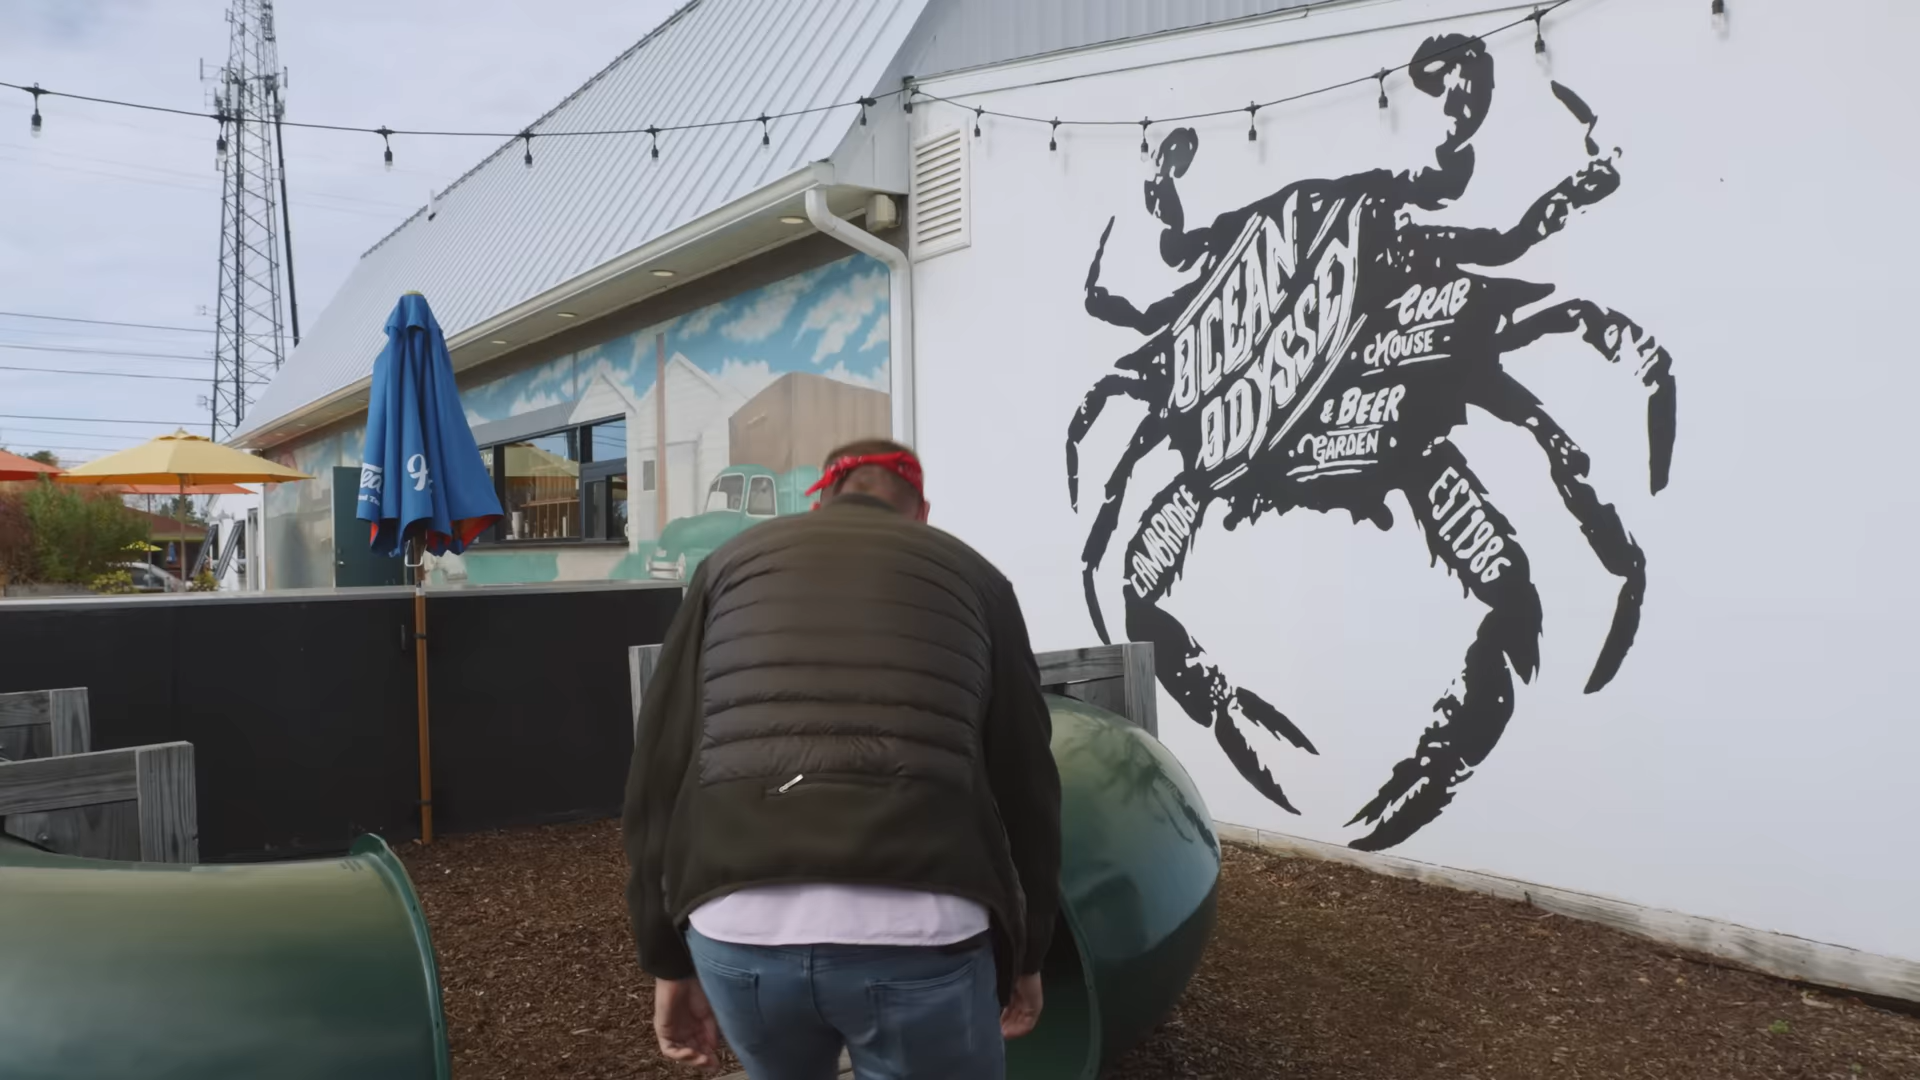 OCEAN
ODYSSEY
CRAB
HOUSE
& BEER
GARDEN
CAMBRIDGE
EST. 1986